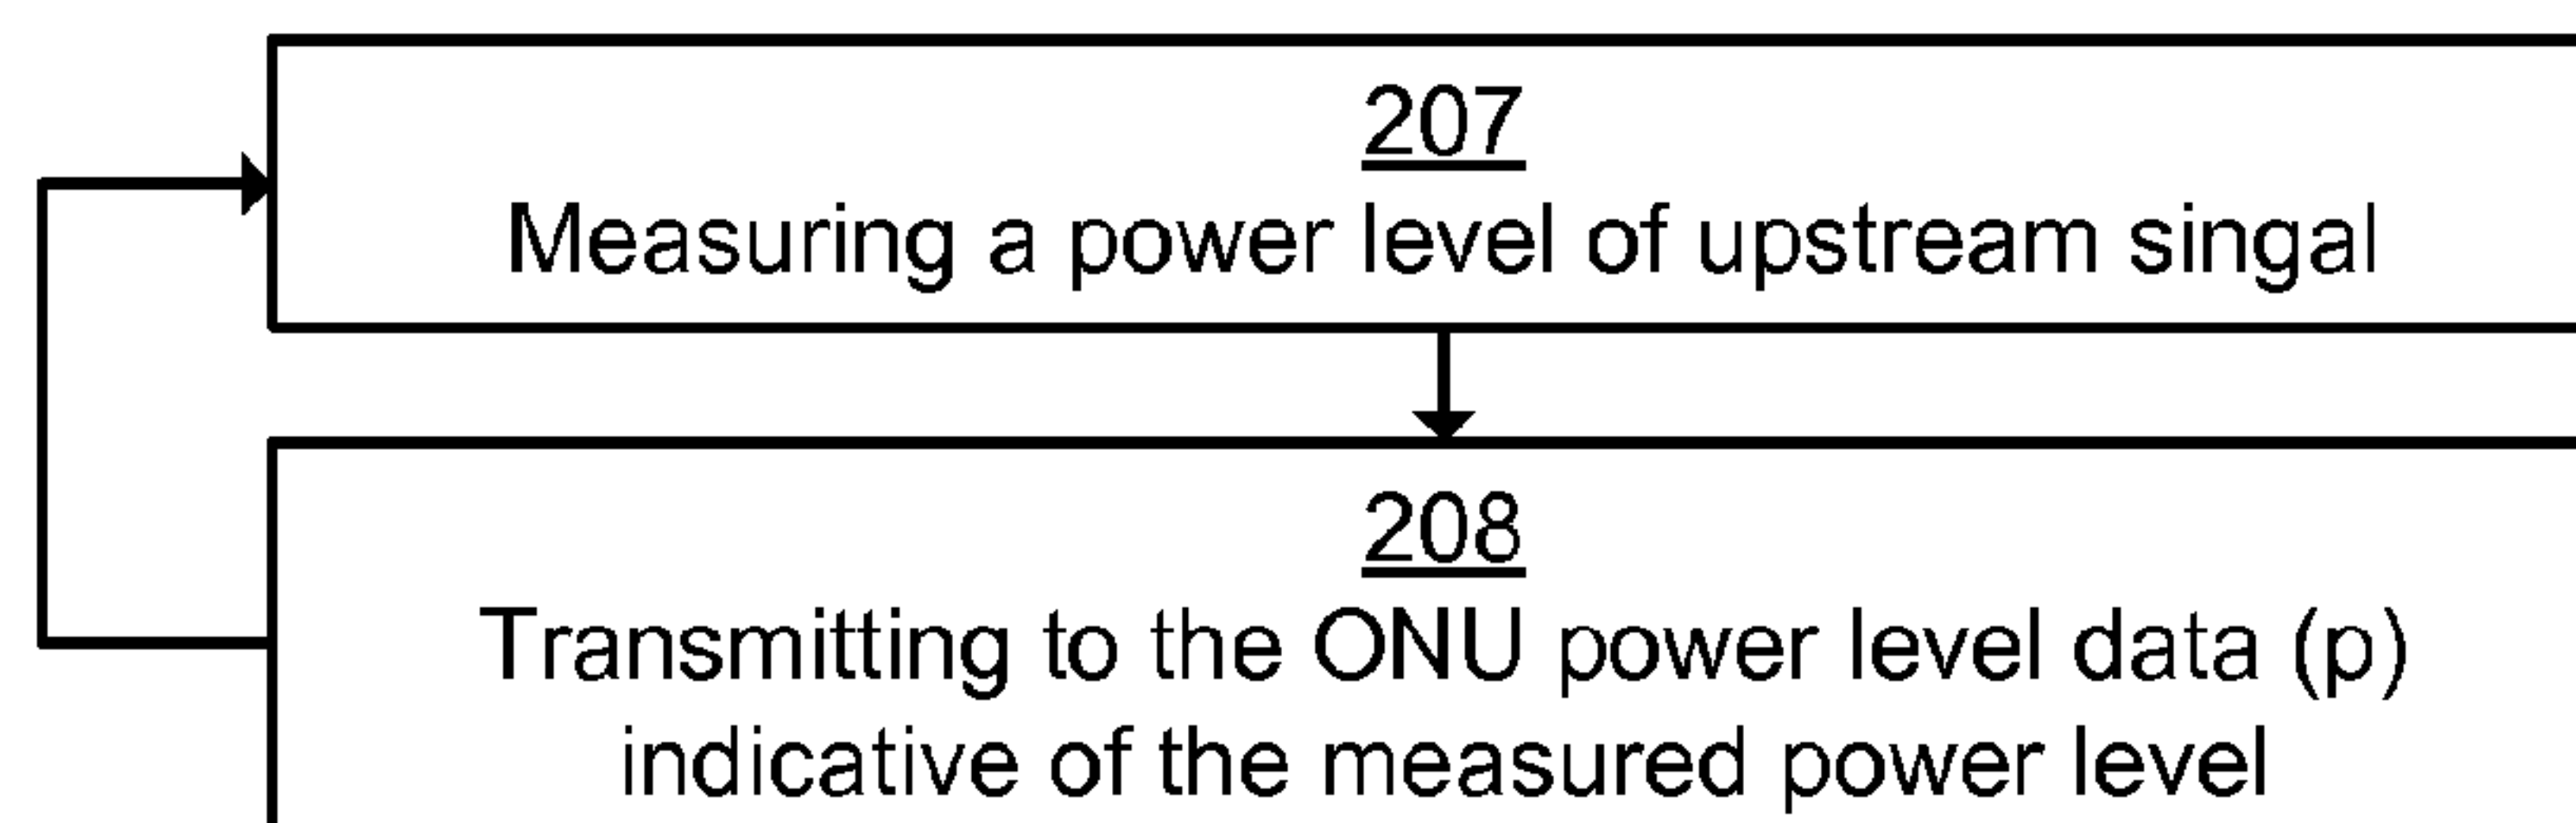 207
Measuring a power level of upstream singal
208
Transmitting to the ONU power level data (p)
indicative of the measured power level